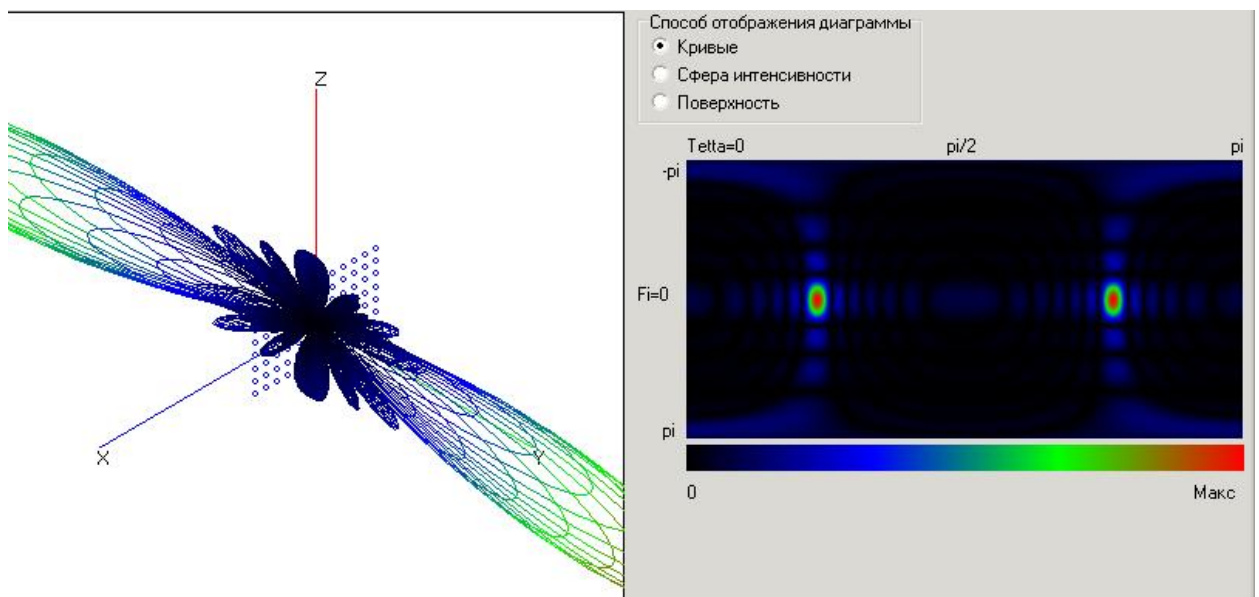 Z
X
Y
Способ отображения диаграммы
Кривые
Сфера интенсивности
Поверхность
Tetta=0 pi/2 pi
-pi
Fi=0
pi
0 Макс